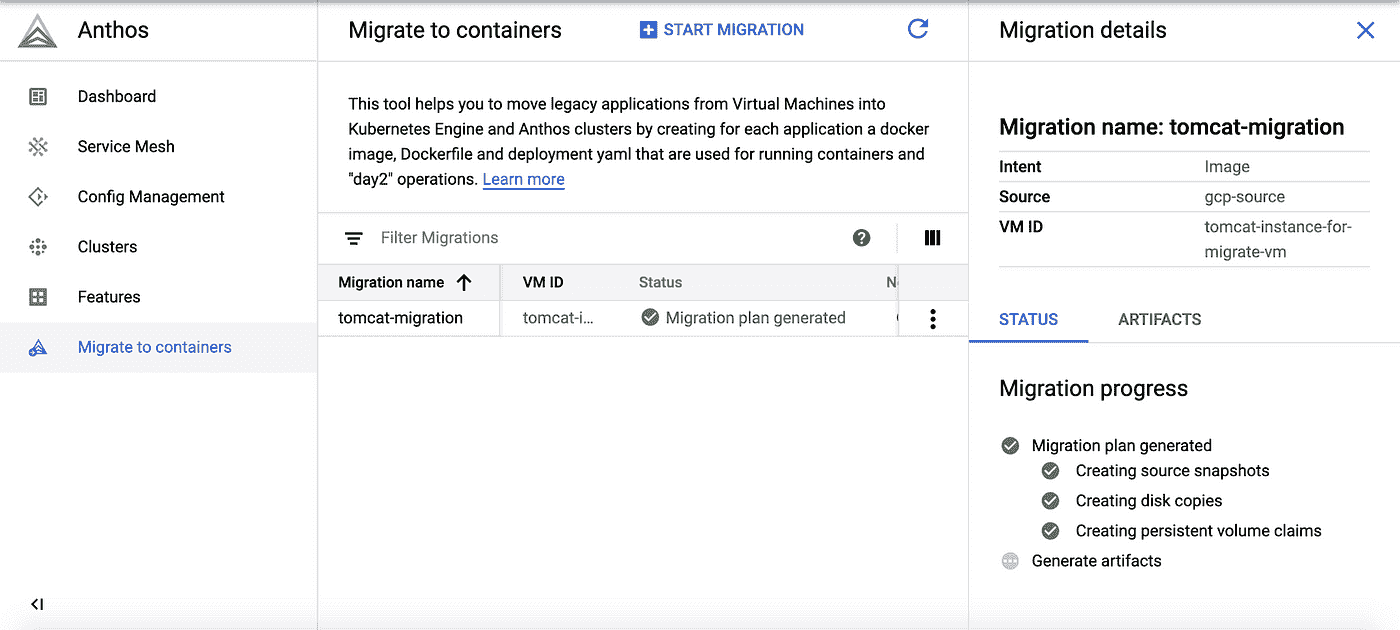 Anthos
Dashboard
Service Mesh
Config Management
Clusters
Features
Migrate to containers
Migrate to containers
START MIGRATION
This tool helps you to move legacy applications from Virtual Machines into
Kubernetes Engine and Anthos clusters by creating for each application a docker
image, Dockerfile and deployment yaml that are used for running containers and
"day2" operations. Learn more
Filter Migrations
Migration name VM ID Status
tomcat-migration tomcat-i... Migration plan generated
Migration details
Migration name: tomcat-migration
Intent Image
Source gcp-source
VM ID tomcat-instance-for-
migrate-vm
STATUS ARTIFACTS
Migration progress
Migration plan generated
Creating source snapshots
Creating disk copies
Creating persistent volume claims
Generate artifacts